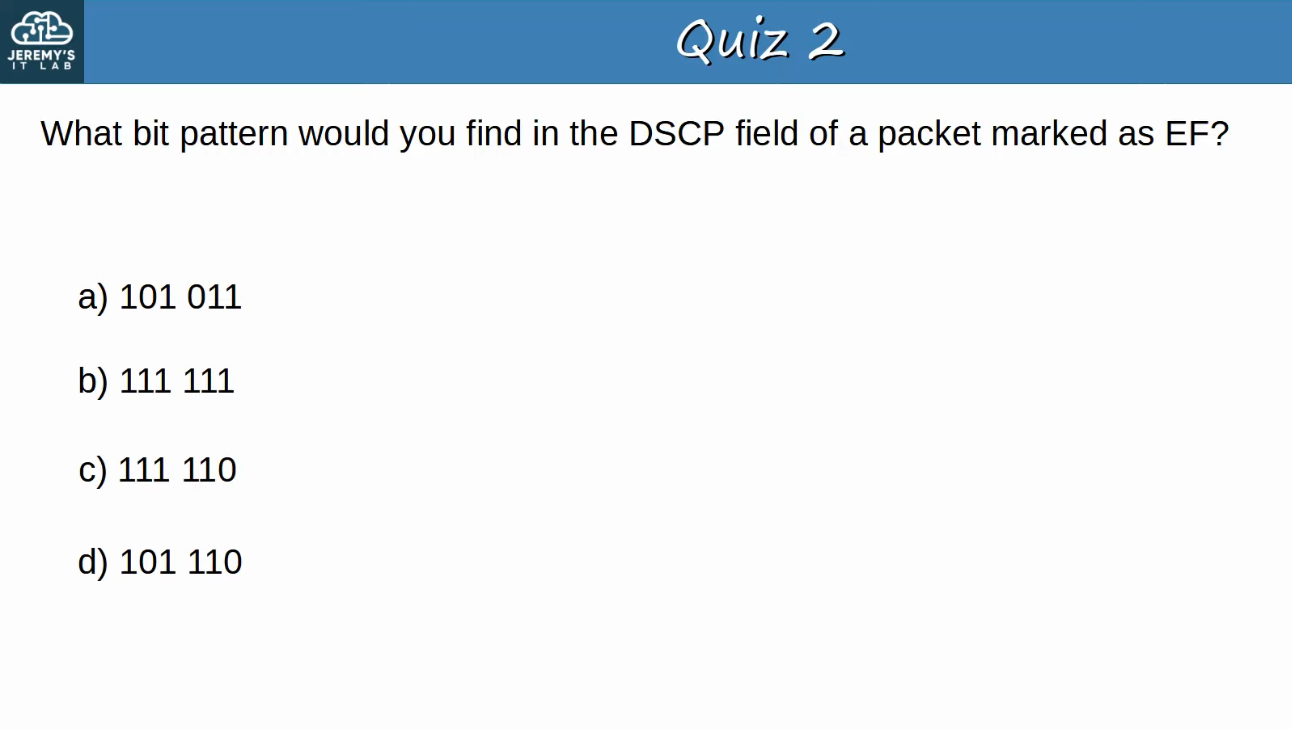 JEREMY'S
IT LAB
Quiz 2
What bit pattern would you find in the DSCP field of a packet marked as EF?
a) 101 011
b) 111 111
c) 111 110
d) 101 110